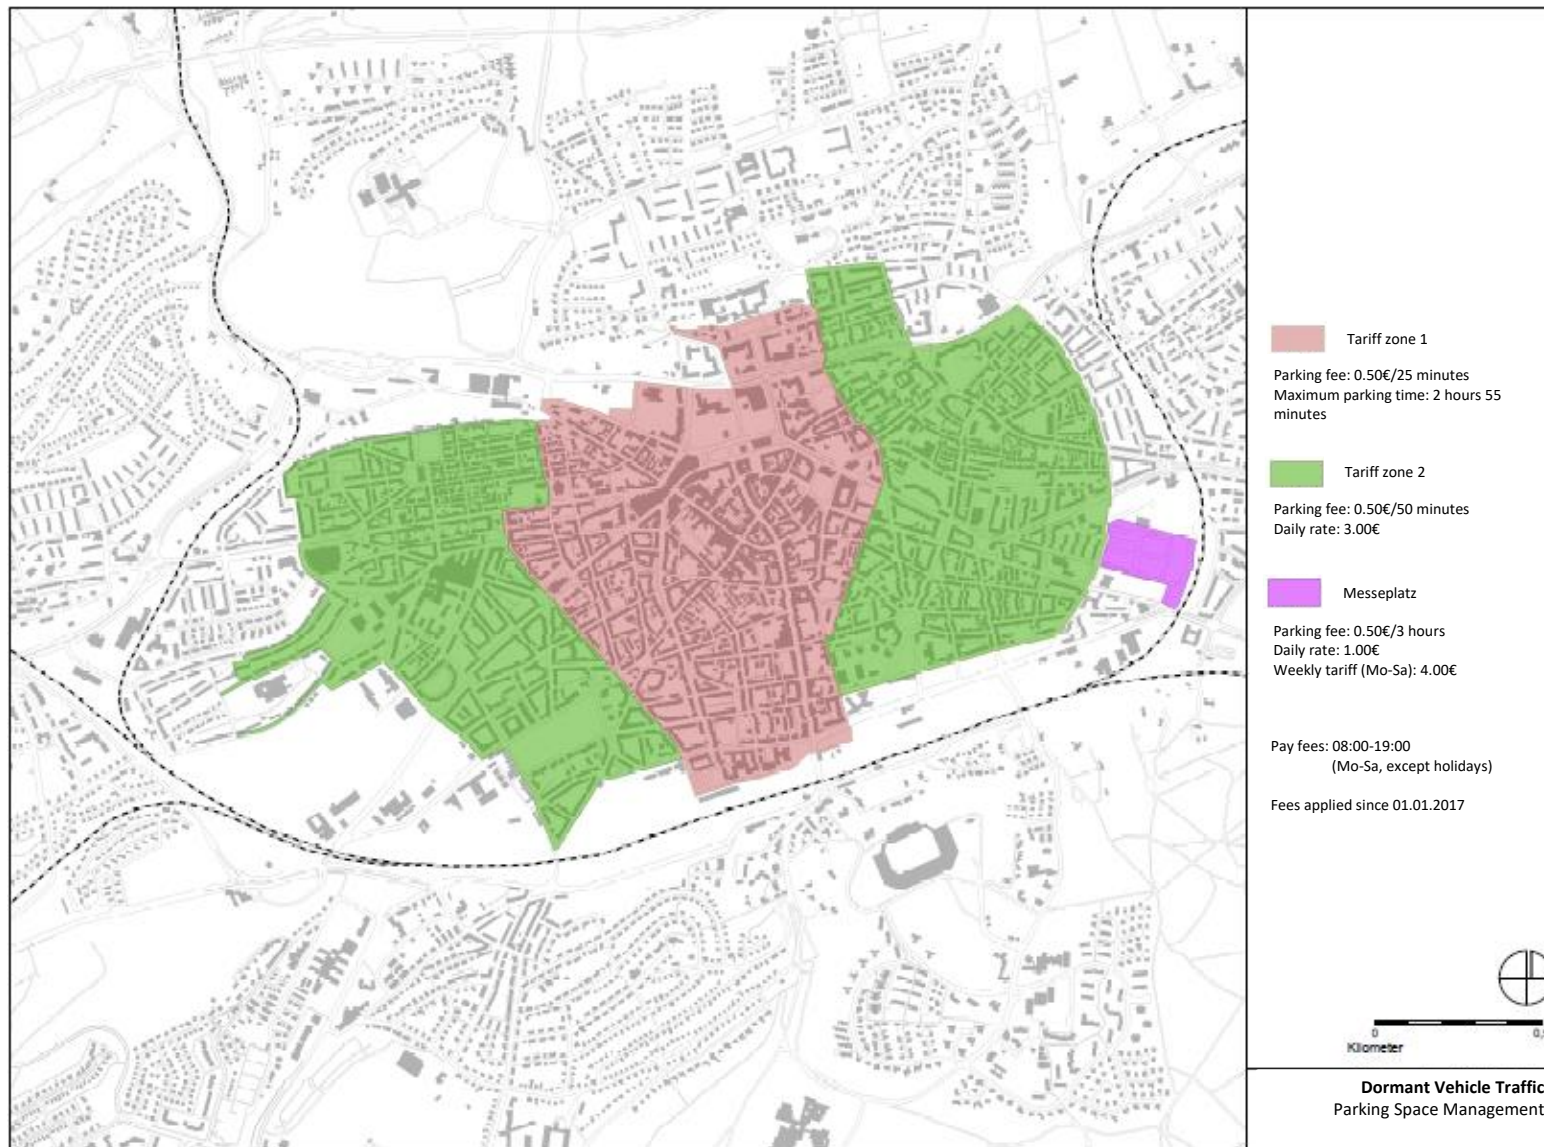 Tariff zone 1
Parking fee: 0.50€/25 minutes
Maximum parking time: 2 hours 55
minutes
Tariff zone 2
Parking fee: 0.50€/50 minutes
Daily rate: 3.00€
Messeplatz
Parking fee: 0.50€/3 hours
Daily rate: 1.00€
Weekly tariff (Mo-Sa): 4.00€
Pay fees: 08:00-19:00
(Mo-Sa, except holidays)
Fees applied since 01.01.2017
0
Kilometer
Dormant Vehicle Traffic
Parking Space Management